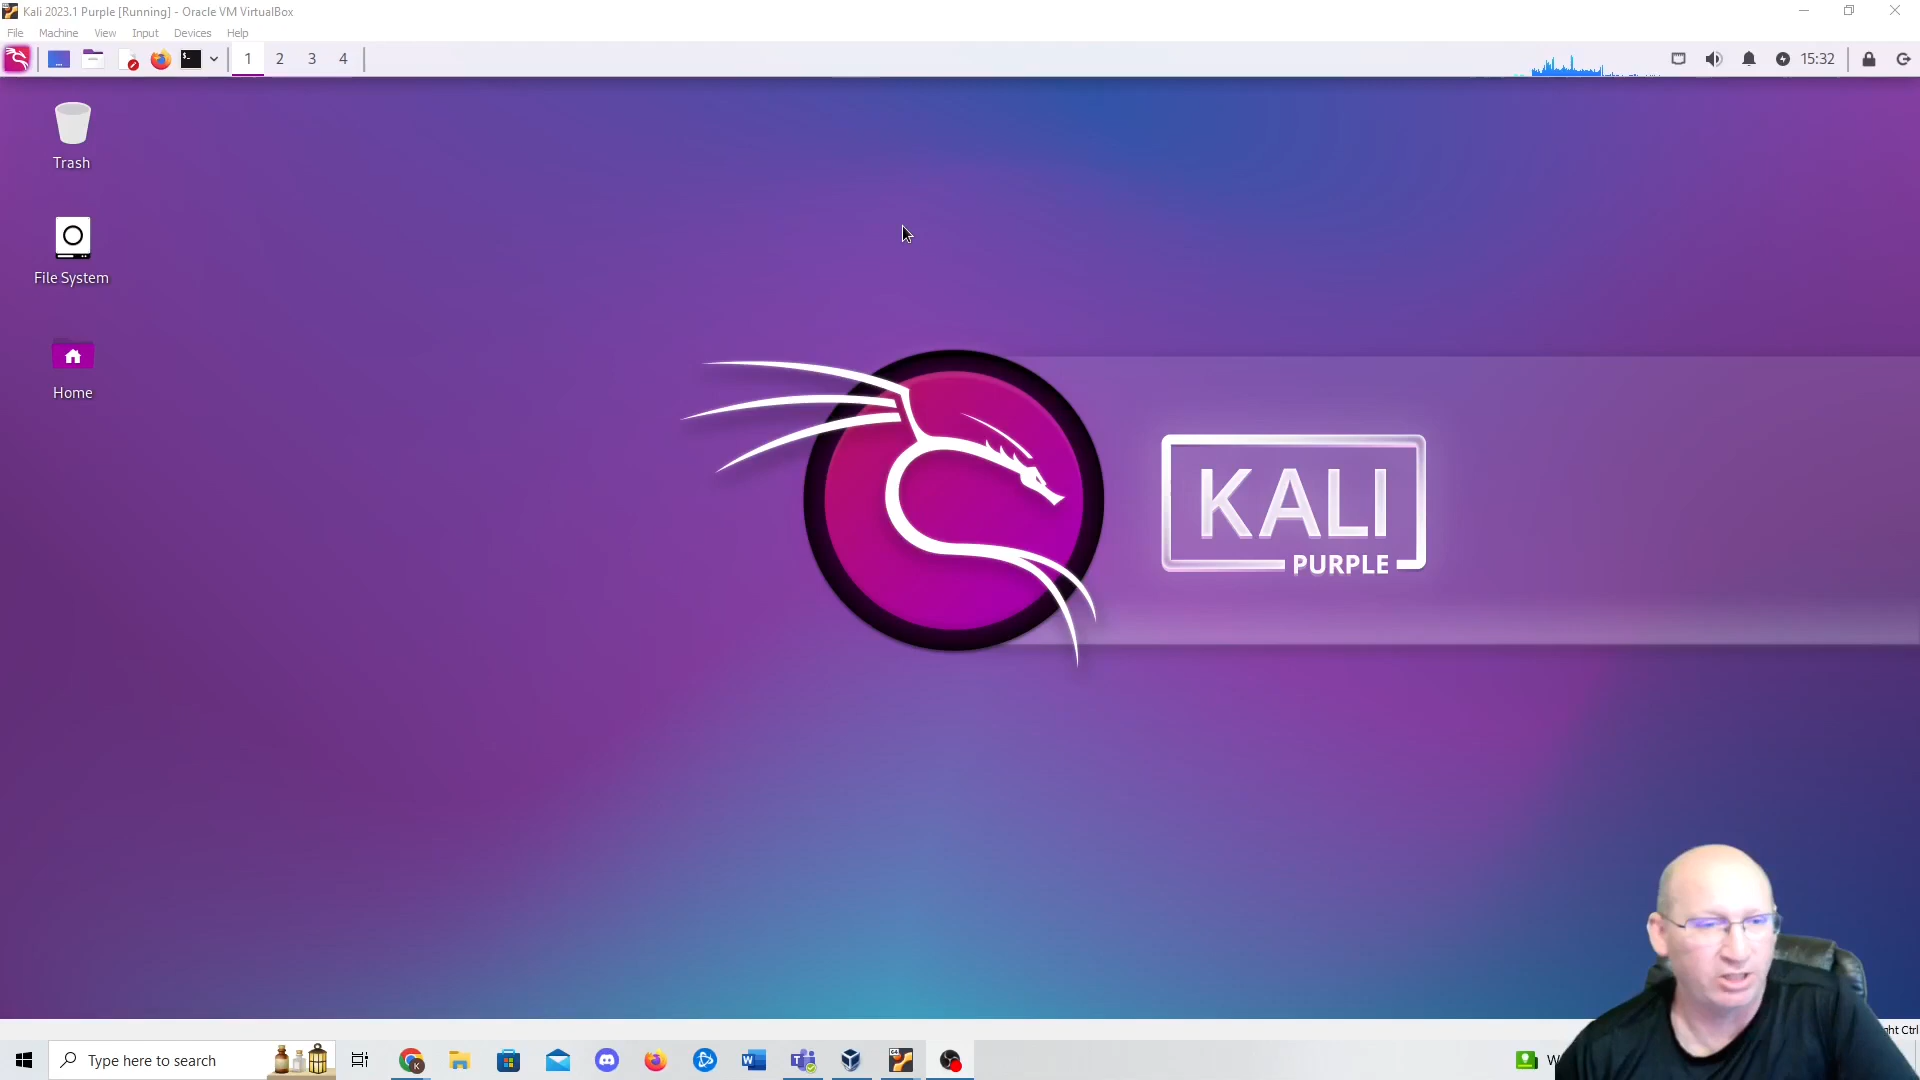 Kali 2023.1 Purple [Running] - Oracle VM VirtualBox
File Machine View Input Devices Help
1 2 3 4 15:32
Trash
File System
Home
KALI
PURPLE
Ctrl
Type here to search